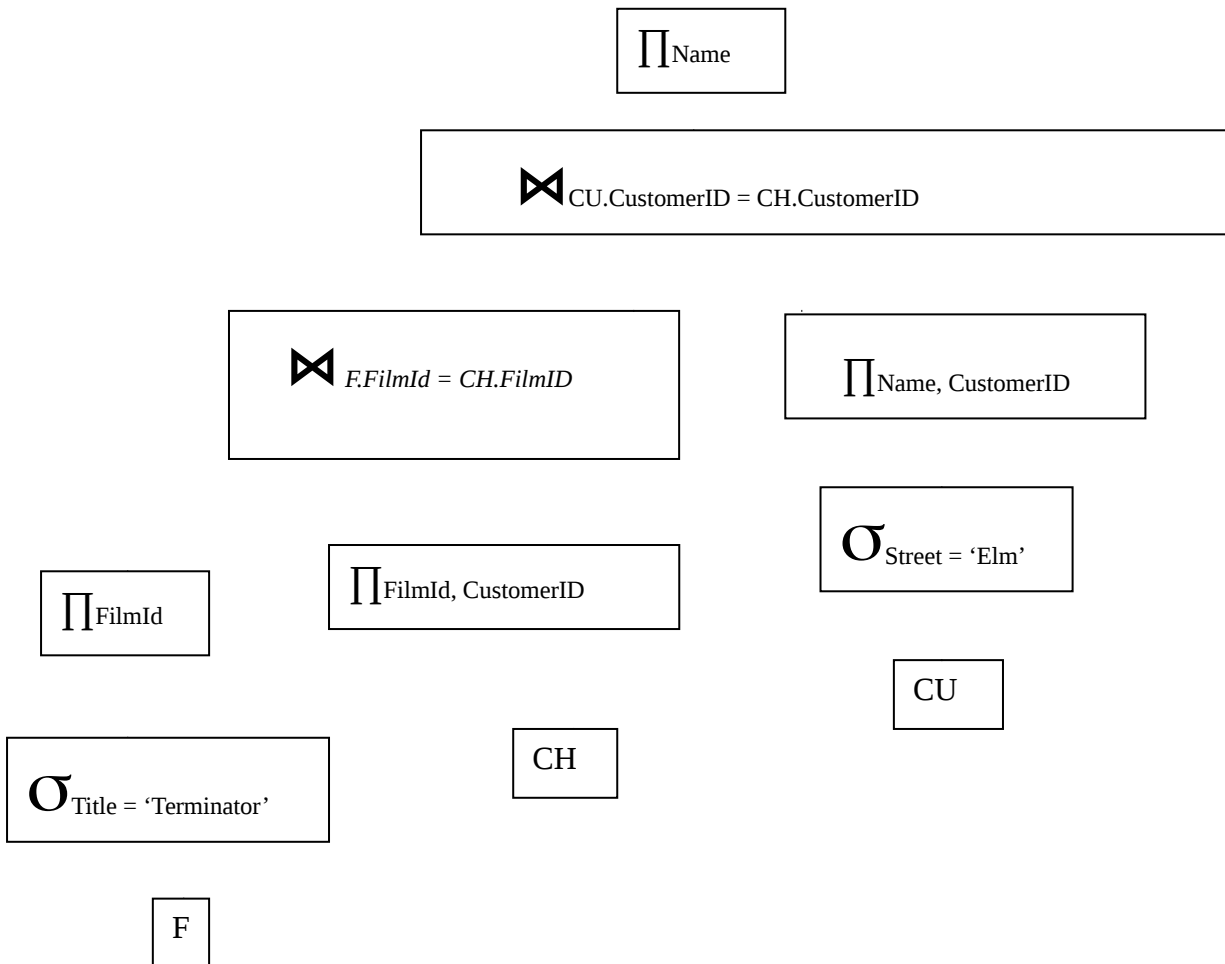 ∏Name
⋈CU.CustomerID = CH.CustomerID
⋈ F.FilmId = CH.FilmID
∏Name, CustomerID
σStreet = ‘Elm’
∏FilmId
∏FilmId, CustomerID
CU
σTitle = ‘Terminator’
CH
F